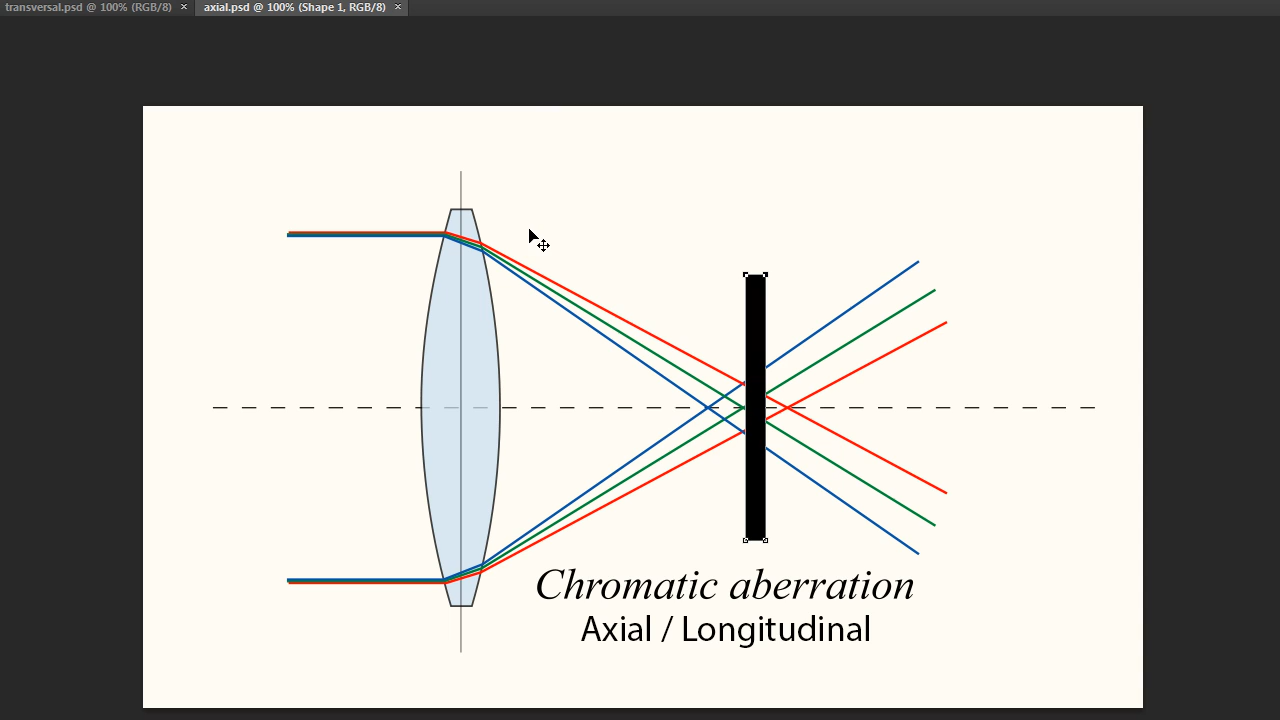 transversal.psd @ 100% (RGB/8) × axial.psd @ 100% (Shape 1, RGB/8) ×
Chromatic aberration
Axial / Longitudinal